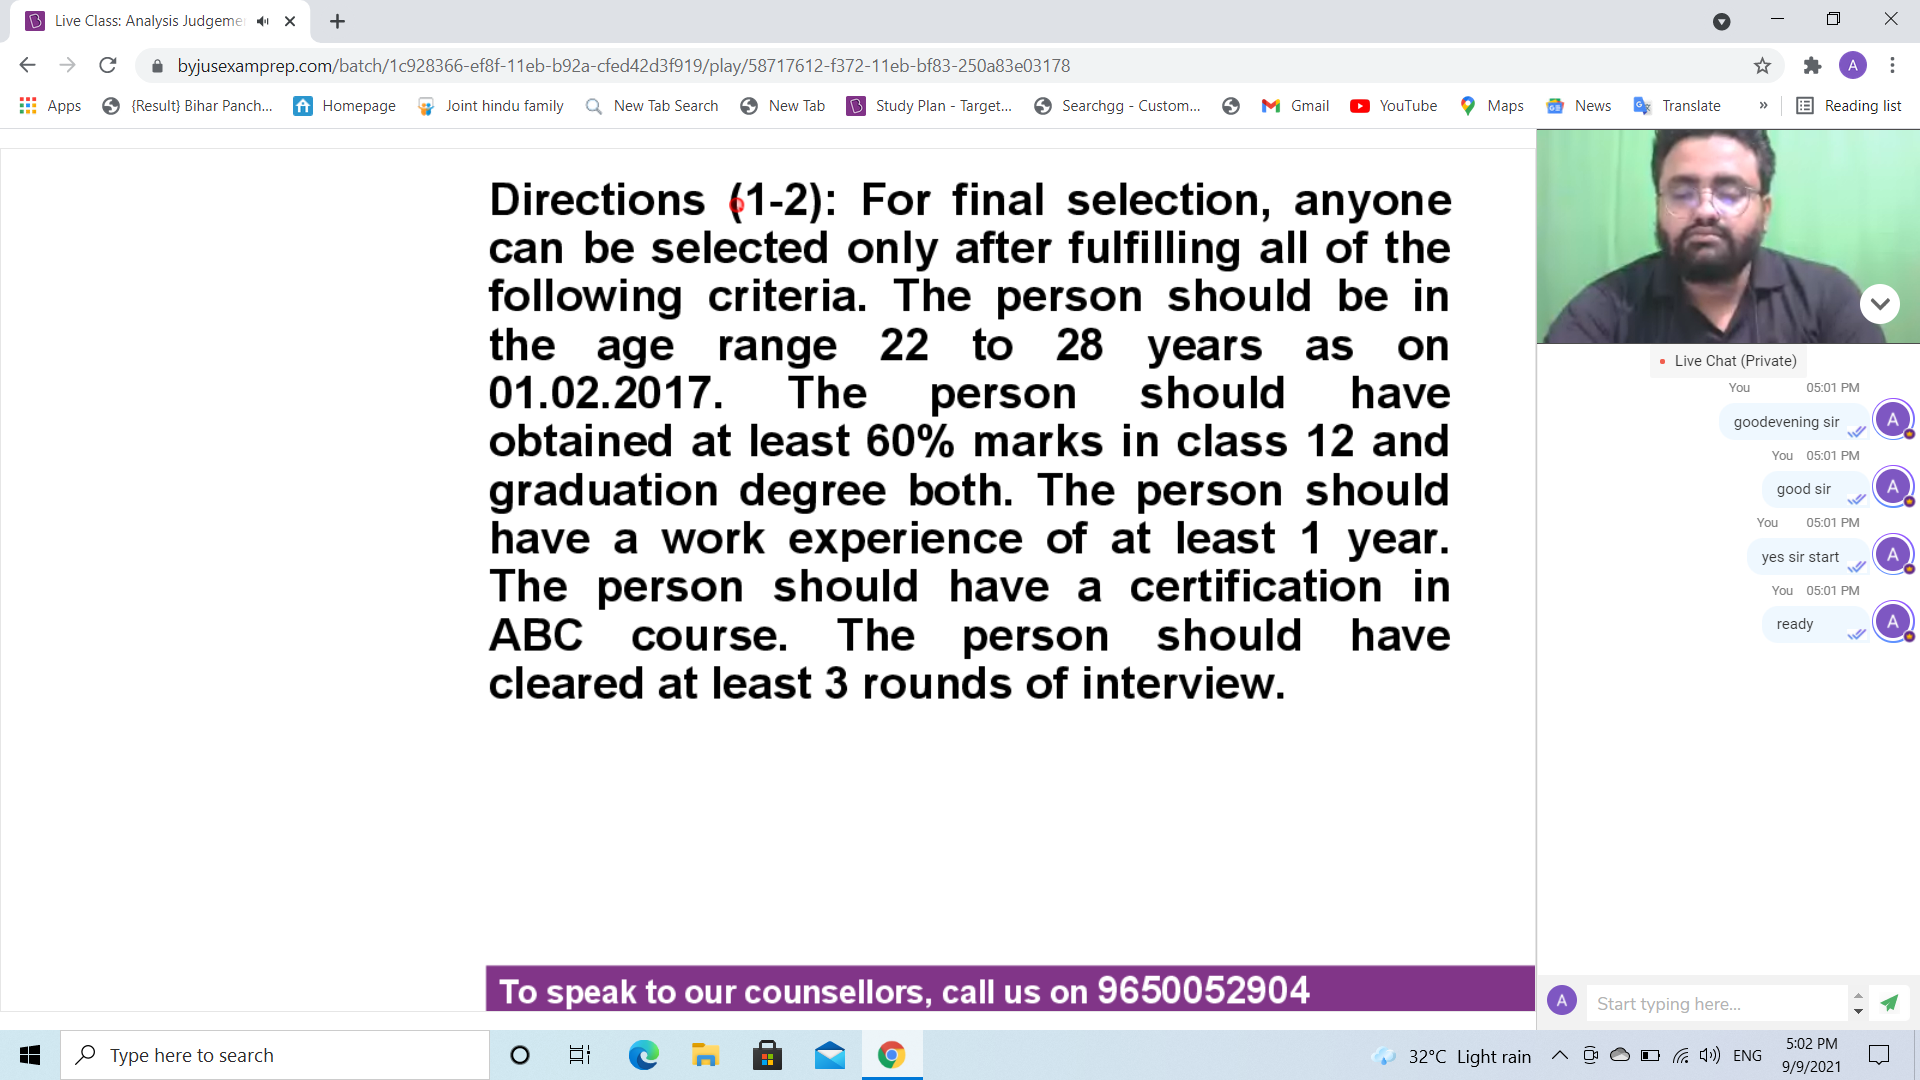 Live Class: Analysis Judgeme
byjusexamprep.com/batch/1c928366-ef8f-11eb-b92a-cfed42d3f919/play/58717612-f372-11eb-bf83-250a83e03178
A
Apps
{Result} Bihar Panch...
Homepage
Joint hindu family
New Tab Search
New Tab
Study Plan - Target...
Searchgg - Custom...
Gmail
YouTube
Maps
News
Translate
»
Reading list
Directions (1-2): For final selection, anyone
can be selected only after fulfilling all of the
following criteria. The person should be in
the age range 22 to 28 years as on
01.02.2017. The person should have
obtained at least 60% marks in class 12 and
graduation degree both. The person should
have a work experience of at least 1 year.
The person should have a certification in
ABC course. The person should have
cleared at least 3 rounds of interview.
To speak to our counsellors, call us on 9650052904
Live Chat (Private)
You 05:01 PM
goodevening sir
A
You 05:01 PM
good sir
A
You 05:01 PM
yes sir start
A
You 05:01 PM
ready
A
A
Start typing here...
Type here to search
32°C Light rain
ENG
5:02 PM
9/9/2021